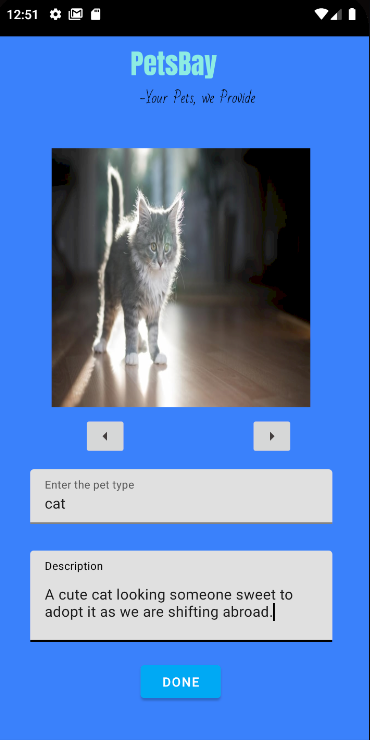 12:51
PetsBay
-Your Pets, we Provide
Enter the pet type
cat
Description
A cute cat looking someone sweet to
adopt it as we are shifting abroad.
DONE